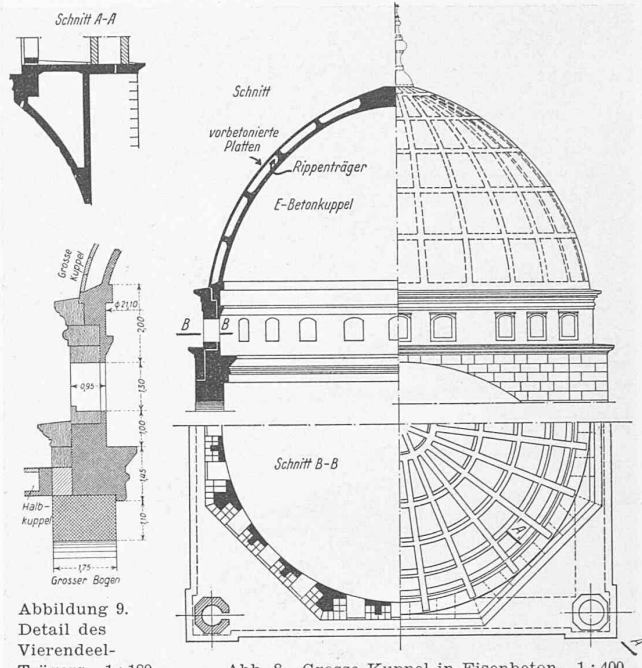 Schnitt A-A
Schnitt
vorbetonierte
Platten
Rippenträger
E-Betonkuppel
Grosse
Kuppel
ϕ21,10
2,00
0,95
1,30
1,00
1,45
1,10
Halb-
kuppel
1,75
Grosser Bogen
B
B
Schnitt B-B
A
A
Abbildung 9.
Detail des
Vierendeel-
Abb. 8. Grosse Kuppel in Eisenbeton. 1:400